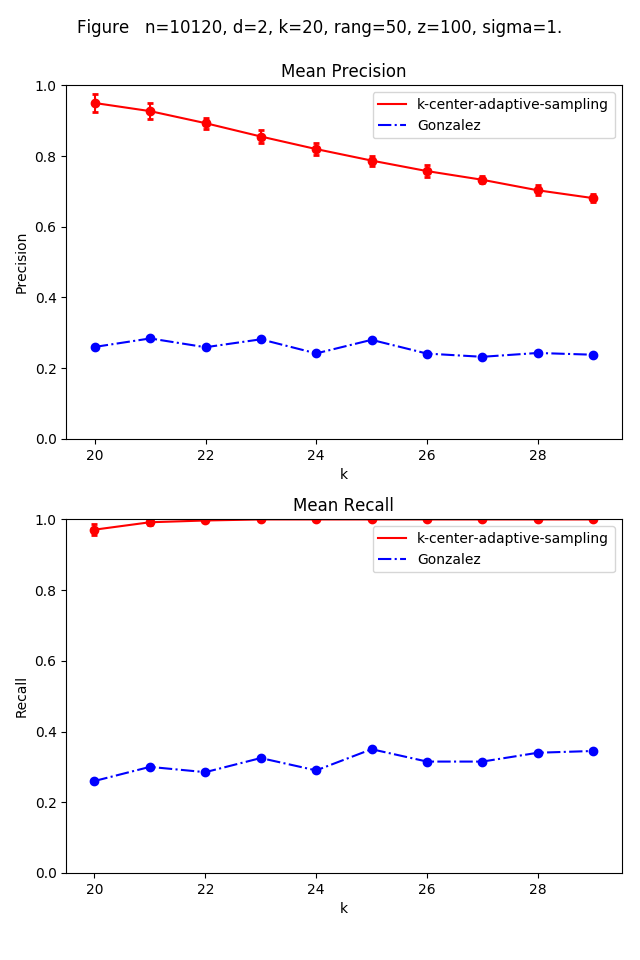 Figure   n=10120, d=2, k=20, rang=50, z=100, sigma=1.
Mean Precision
k-center-adaptive-sampling
Gonzalez
Precision
1.0
0.8
0.6
0.4
0.2
0.0
20 22 24 26 28
k
Mean Recall
k-center-adaptive-sampling
Gonzalez
Recall
1.0
0.8
0.6
0.4
0.2
0.0
20 22 24 26 28
k